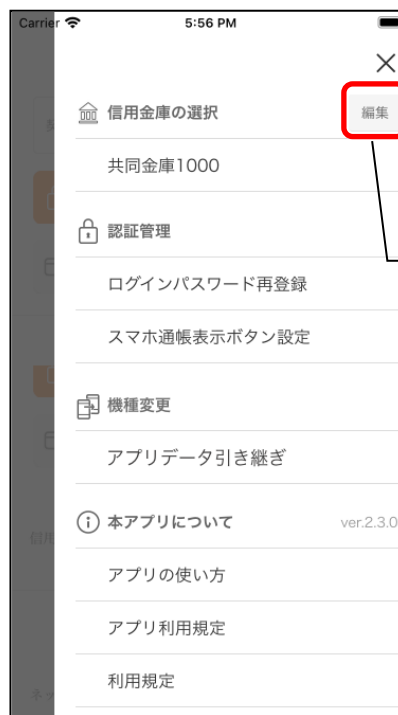 Carrier 5:56 PM
信用金庫の選択 編集
共同金庫1000
認証管理
ログインパスワード再登録
スマホ通帳表示ボタン設定
機種変更
アプリデータ引き継ぎ
本アプリについて ver.2.3.0
アプリの使い方
アプリ利用規定
利用規定